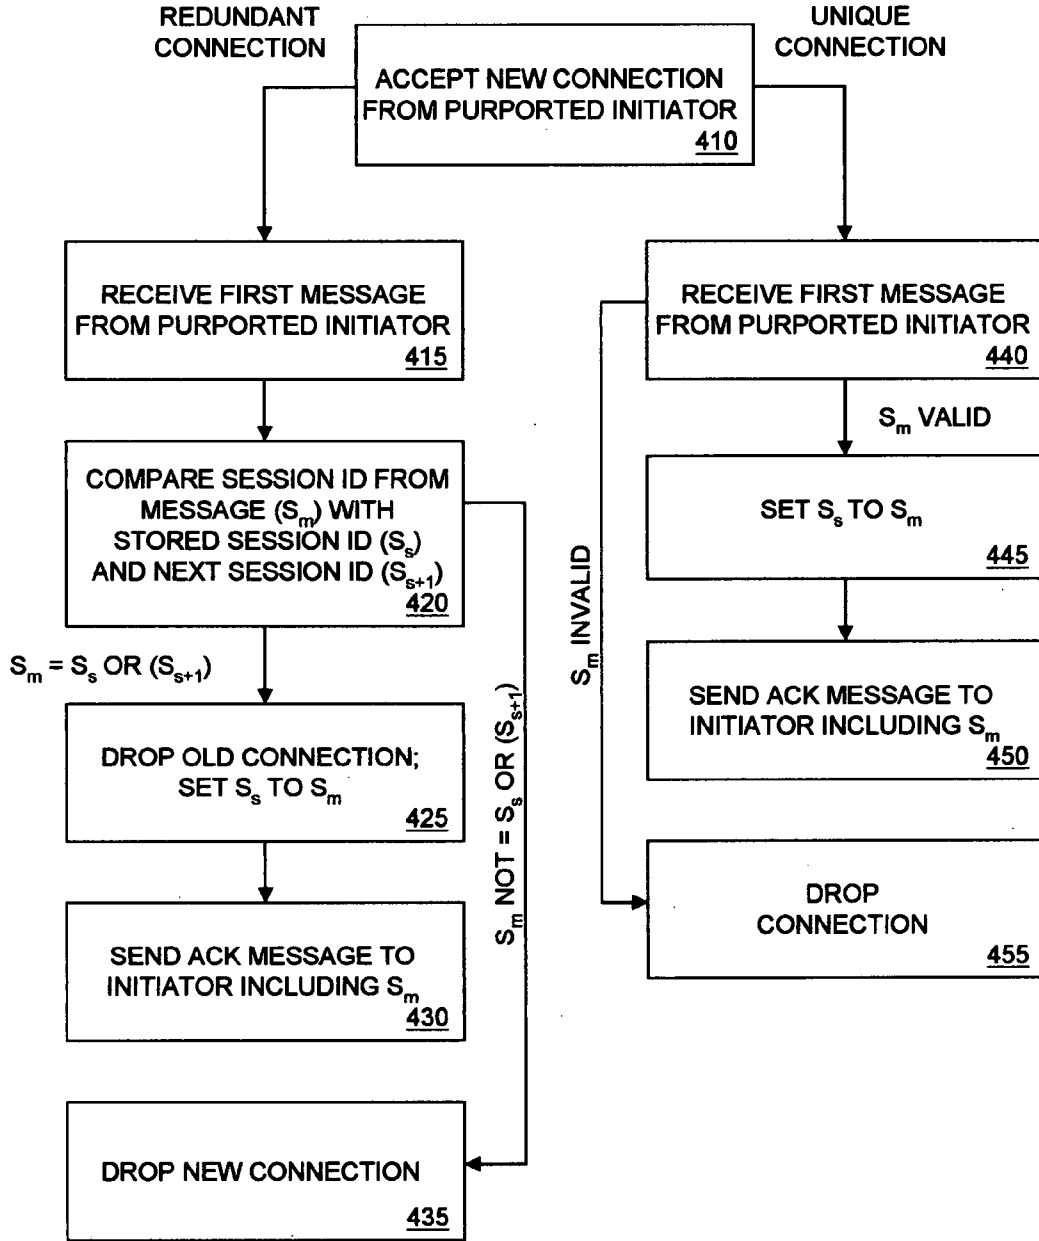 REDUNDANT
CONNECTION
UNIQUE
CONNECTION
ACCEPT NEW CONNECTION
FROM PURPORTED INITIATOR
410
RECEIVE FIRST MESSAGE
FROM PURPORTED INITIATOR
415
COMPARE SESSION ID FROM
MESSAGE (Sm) WITH
STORED SESSION ID (Ss)
AND NEXT SESSION ID (Ss+1)
420
Sm = Ss OR (Ss+1)
DROP OLD CONNECTION;
SET Ss TO Sm
425
SEND ACK MESSAGE TO
INITIATOR INCLUDING Sm
430
Sm NOT = Ss OR (Ss+1)
DROP NEW CONNECTION
435
RECEIVE FIRST MESSAGE
FROM PURPORTED INITIATOR
440
Sm VALID
SET Ss TO Sm
445
SEND ACK MESSAGE TO
INITIATOR INCLUDING Sm
450
Sm INVALID
DROP
CONNECTION
455